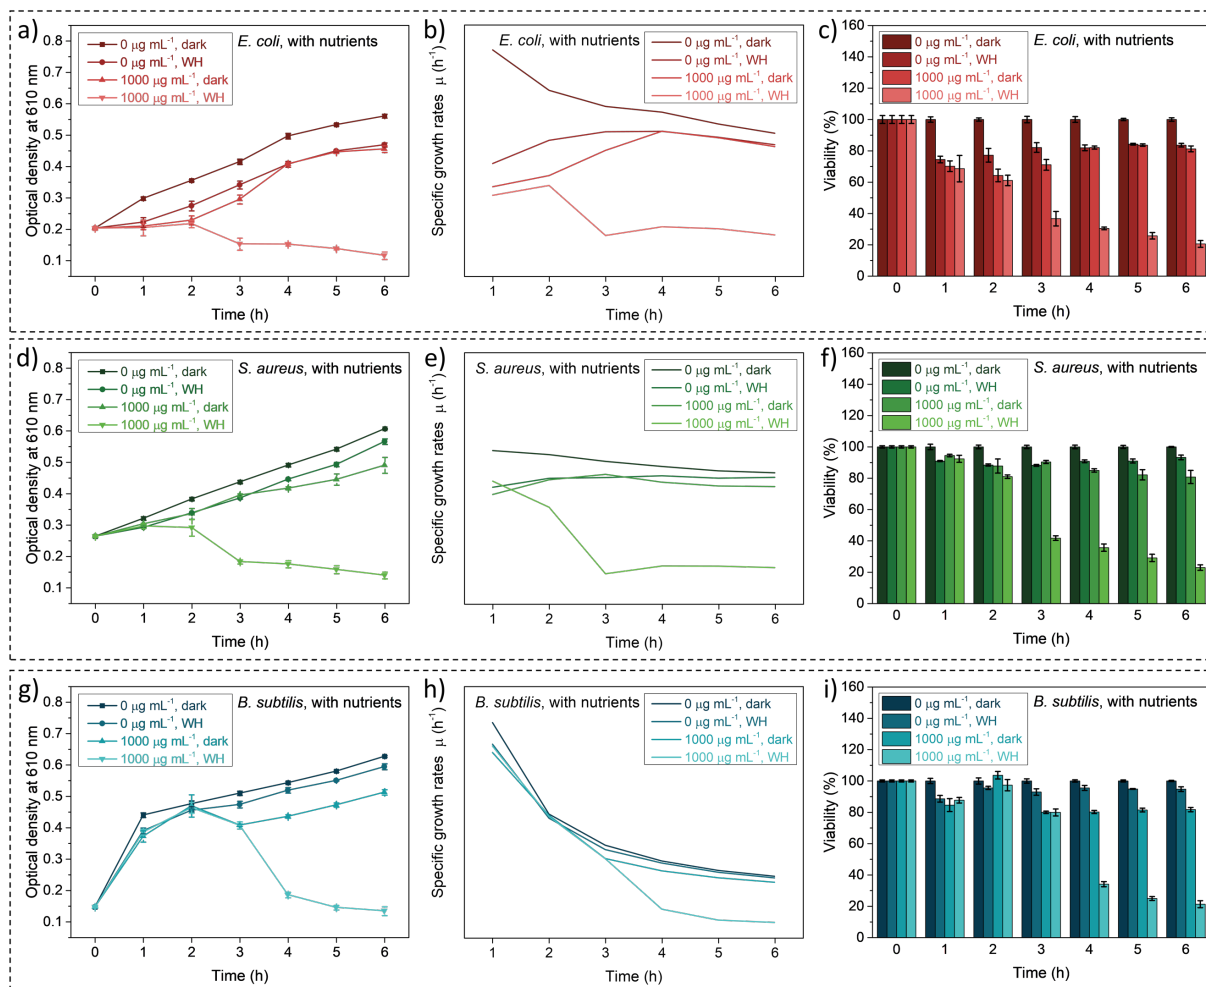 a)
E. coli, with nutrients
0 μg mL⁻¹, dark
0 μg mL⁻¹, WH
1000 μg mL⁻¹, dark
1000 μg mL⁻¹, WH
Optical density at 610 nm
0.8
0.7
0.6
0.5
0.4
0.3
0.2
0.1
0 1 2 3 4 5 6
Time (h)
b)
E. coli, with nutrients
0 μg mL⁻¹, dark
0 μg mL⁻¹, WH
1000 μg mL⁻¹, dark
1000 μg mL⁻¹, WH
Specific growth rates μ (h⁻¹)
1 2 3 4 5 6
Time (h)
c)
E. coli, with nutrients
0 μg mL⁻¹, dark
0 μg mL⁻¹, WH
1000 μg mL⁻¹, dark
1000 μg mL⁻¹, WH
Viability (%)
160
140
120
100
80
60
40
20
0
0 1 2 3 4 5 6
Time (h)
d)
S. aureus, with nutrients
0 μg mL⁻¹, dark
0 μg mL⁻¹, WH
1000 μg mL⁻¹, dark
1000 μg mL⁻¹, WH
Optical density at 610 nm
0.8
0.7
0.6
0.5
0.4
0.3
0.2
0.1
0 1 2 3 4 5 6
Time (h)
e)
S. aureus, with nutrients
0 μg mL⁻¹, dark
0 μg mL⁻¹, WH
1000 μg mL⁻¹, dark
1000 μg mL⁻¹, WH
Specific growth rates μ (h⁻¹)
1 2 3 4 5 6
Time (h)
f)
S. aureus, with nutrients
0 μg mL⁻¹, dark
0 μg mL⁻¹, WH
1000 μg mL⁻¹, dark
1000 μg mL⁻¹, WH
Viability (%)
160
140
120
100
80
60
40
20
0
0 1 2 3 4 5 6
Time (h)
g)
B. subtilis, with nutrients
0 μg mL⁻¹, dark
0 μg mL⁻¹, WH
1000 μg mL⁻¹, dark
1000 μg mL⁻¹, WH
Optical density at 610 nm
0.8
0.7
0.6
0.5
0.4
0.3
0.2
0.1
0 1 2 3 4 5 6
Time (h)
h)
B. subtilis, with nutrients
0 μg mL⁻¹, dark
0 μg mL⁻¹, WH
1000 μg mL⁻¹, dark
1000 μg mL⁻¹, WH
Specific growth rates μ (h⁻¹)
1 2 3 4 5 6
Time (h)
i)
B. subtilis, with nutrients
0 μg mL⁻¹, dark
0 μg mL⁻¹, WH
1000 μg mL⁻¹, dark
1000 μg mL⁻¹, WH
Viability (%)
160
140
120
100
80
60
40
20
0
0 1 2 3 4 5 6
Time (h)